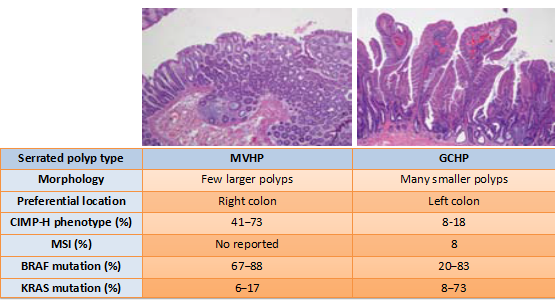 Serrated polyp type MVHP GCHP
Morphology Few larger polyps Many smaller polyps
Preferential location Right colon Left colon
CIMP-H phenotype (%) 41–73 8-18
MSI (%) No reported 8
BRAF mutation (%) 67–88 20–83
KRAS mutation (%) 6–17 8–73